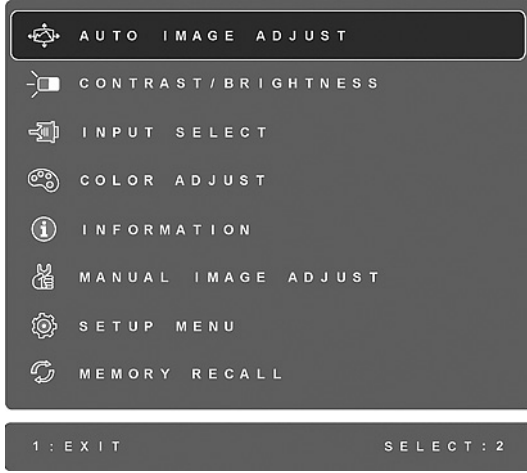 AUTO IMAGE ADJUST
CONTRAST/BRIGHTNESS
INPUT SELECT
COLOR ADJUST
INFORMATION
MANUAL IMAGE ADJUST
SETUP MENU
MEMORY RECALL
1:EXIT SELECT:2